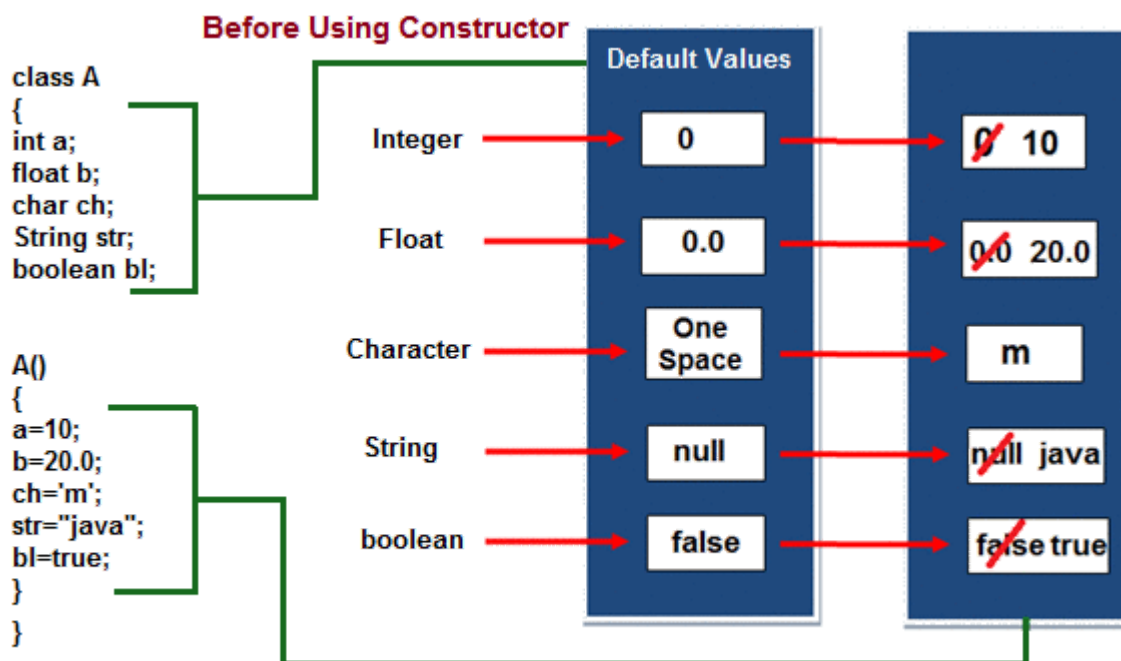 Before Using Constructor
class A
{
int a;
float b;
char ch;
String str;
boolean bl;
A()
{
a=10;
b=20.0;
ch='m';
str="java";
bl=true;
}
}
Default Values
Integer 0 0 10
Float 0.0 0.0 20.0
Character One Space m
String null null java
boolean false false true